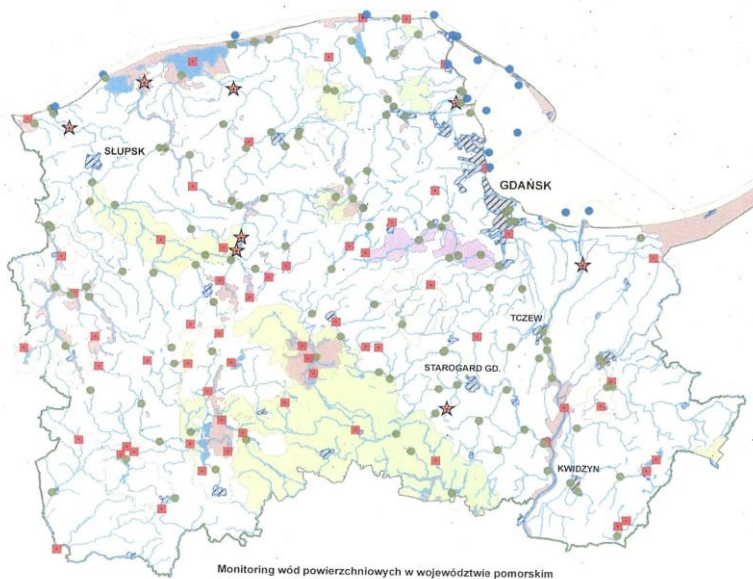 SŁUPSK
GDAŃSK
TCZEW
STAROGARD GD.
KWIDZYN
Monitoring wód powierzchniowych w województwie pomorskim